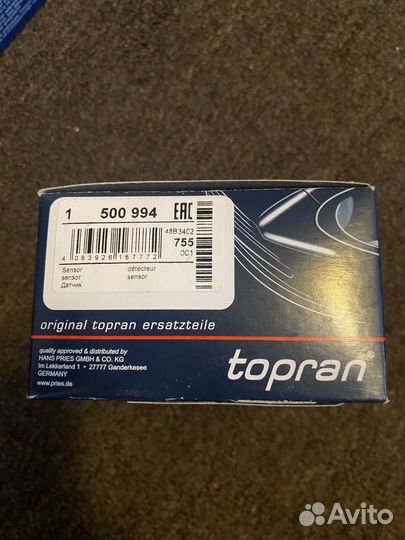 1 500 994 EAC
48B3402
755
001
4 063926 167772
Sensor détecteur
sensor sensor
Датчик
original topran ersatzteile
quality approved & distributed by
HANS PRIES GMBH & CO. KG
Im Lekkerland 1 • 27777 Ganderkesee
GERMANY
www.pries.de
topran®
Avito